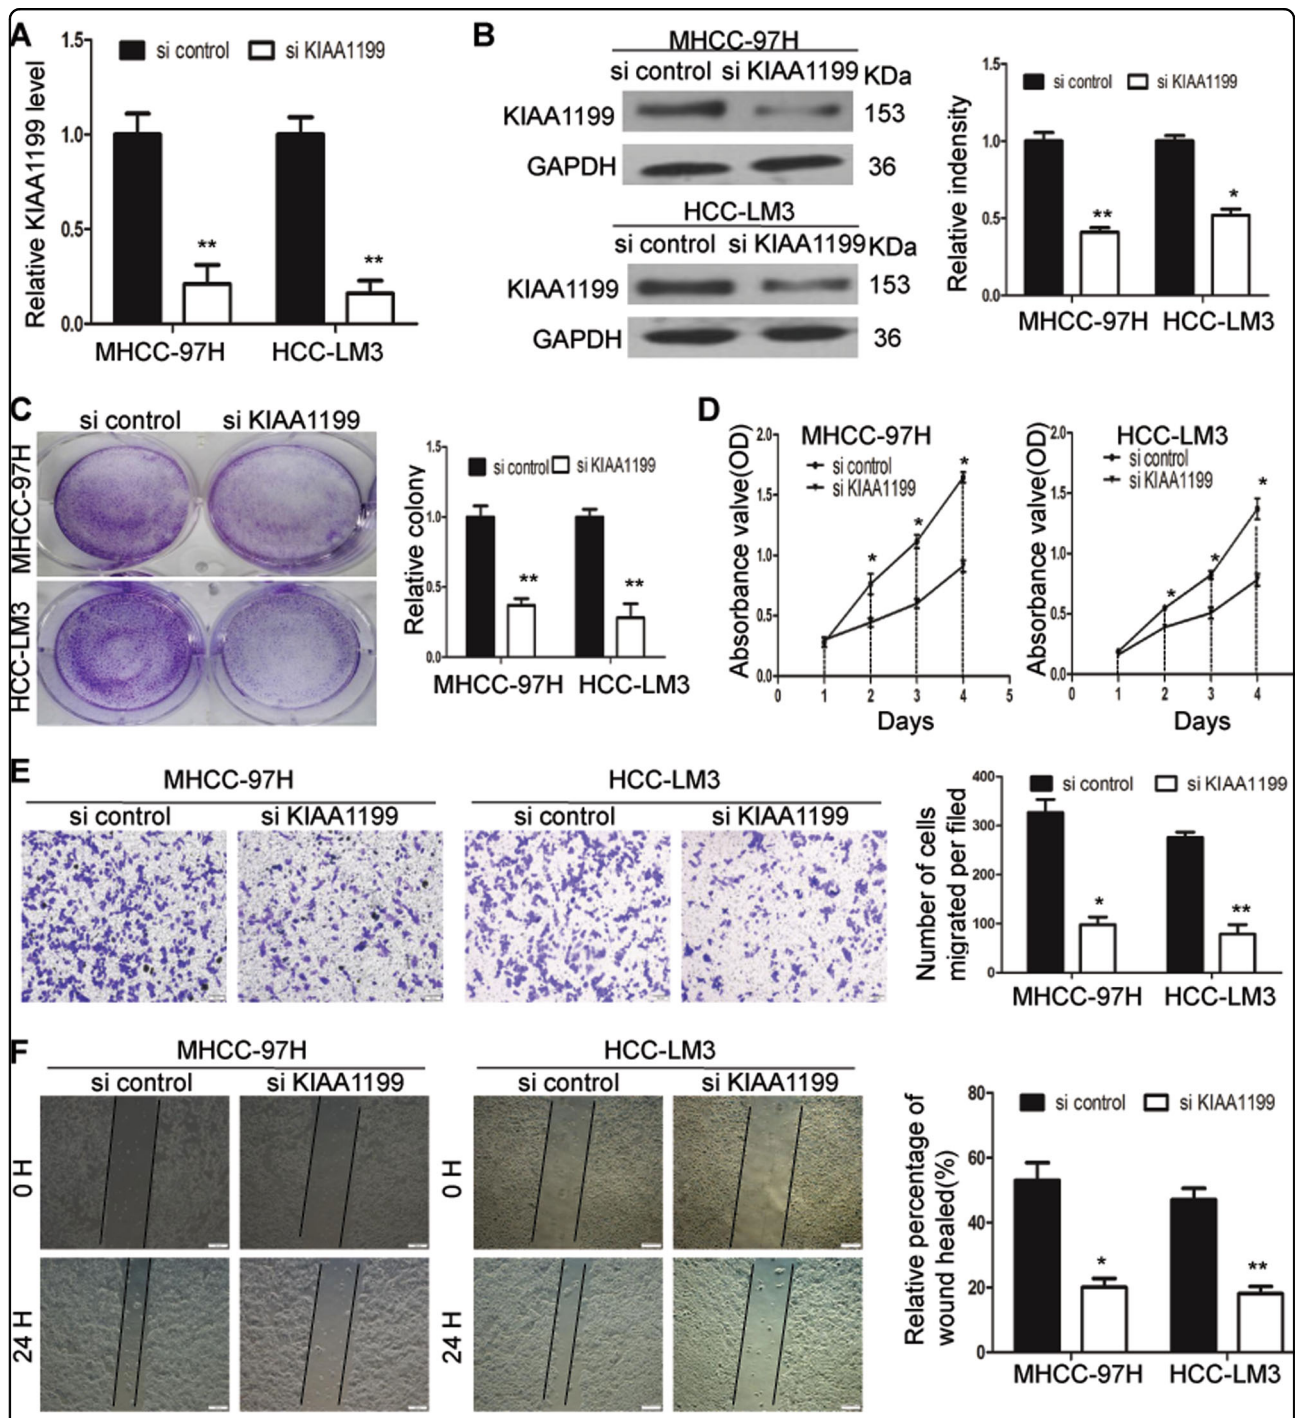 A
1.5
1.0
0.5
0.0
Relative KIAA1199 level
si control
si KIAA1199
**
**
MHCC-97H
HCC-LM3
B
MHCC-97H
si control si KIAA1199 KDa
KIAA1199
153
GAPDH
36
HCC-LM3
si control si KIAA1199 KDa
KIAA1199
153
GAPDH
36
1.5
1.0
0.5
0.0
Relative indensity
si control
si KIAA1199
**
*
MHCC-97H
HCC-LM3
C
si control
si KIAA1199
MHCC-97H
HCC-LM3
1.5
1.0
0.5
0.0
Relative colony
si control
si KIAA1199
**
**
MHCC-97H
HCC-LM3
D
MHCC-97H
si control
si KIAA1199
Absorbance valve(OD)
2.0
1.5
1.0
0.5
0.0
*
*
*
0
1
2
3
4
5
Days
HCC-LM3
si control
si KIAA1199
Absorbance valve(OD)
2.0
1.5
1.0
0.5
0.0
*
*
*
0
1
2
3
4
Days
E
MHCC-97H
si control
si KIAA1199
HCC-LM3
si control
si KIAA1199
400
300
200
100
0
Number of cells
migrated per filed
si control
si KIAA1199
*
**
MHCC-97H
HCC-LM3
F
MHCC-97H
si control
si KIAA1199
HCC-LM3
si control
si KIAA1199
0 H
0 H
24 H
24 H
80
60
40
20
0
Relative percentage of
wound healed(%)
si control
si KIAA1199
*
**
MHCC-97H
HCC-LM3